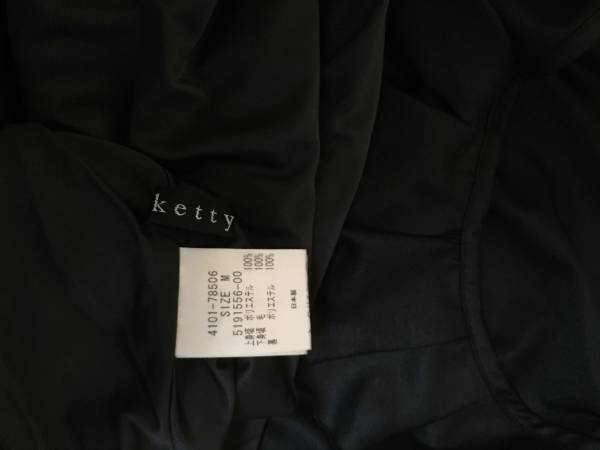 ketty
4101-78506
SIZE M
5191556-00
上身頃 ポリエステル 100%
下身頃 毛 100%
裏 ポリエステル 100%
日本製